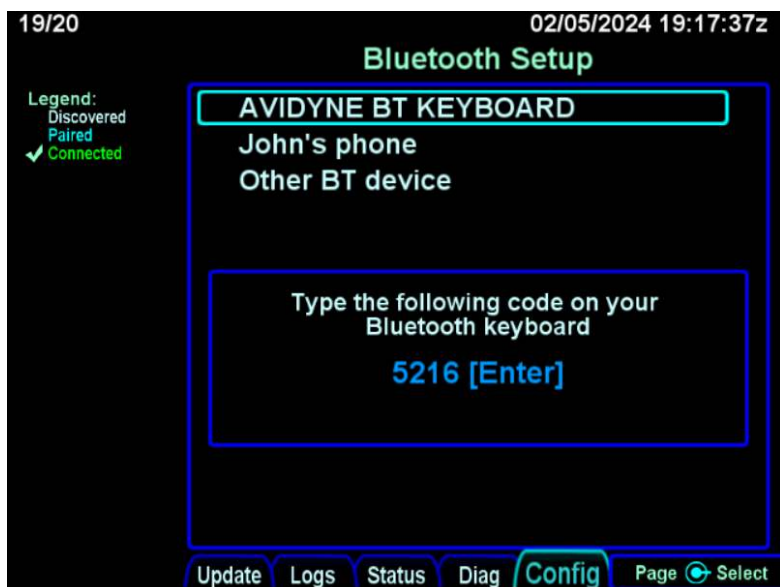 19/20
02/05/2024 19:17:37z
Bluetooth Setup
Legend:
Discovered
Paired
Connected
AVIDYNE BT KEYBOARD
John's phone
Other BT device
Type the following code on your
Bluetooth keyboard
5216 [Enter]
Update
Logs
Status
Diag
Config
Page
Select